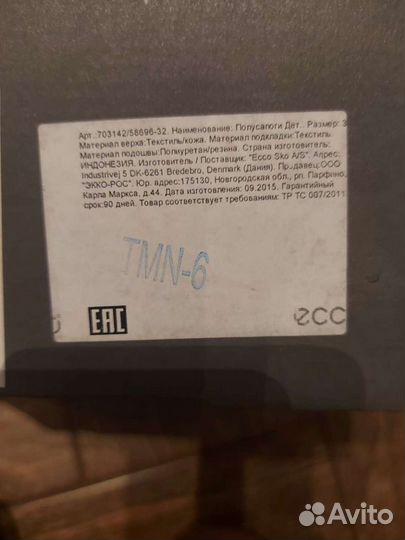 Арт.:703142/58696-32. Наименование: Полусапоги Дет.. Размер: 3
Материал верха:Текстиль/кожа. Материал подкладки:Текстиль.
Материал подошвы:Полиуретан/резина. Страна изготовитель:
ИНДОНЕЗИЯ. Изготовитель / Поставщик: "Ecco Sko A/S". Адрес:
Industrivej 5 DK-6261 Bredebro, Denmark (Дания). Продавец:ООО
"ЭККО-РОС". Юр. адрес:175130, Новгородская обл., рп. Парфино,
Карла Маркса, д.44. Дата изготовления: 09.2015. Гарантийный
срок:90 дней. Товар соответствует требованиям: ТР ТС 007/2011
TMN-6
EAC
ecc
Avito